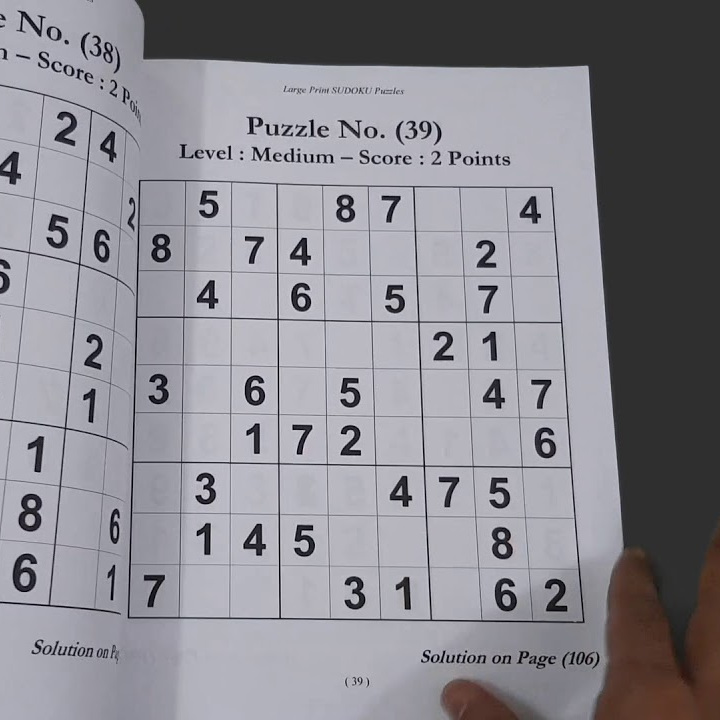 e No. (38)
n – Score : 2 Poin
2 4
4
2
5 6
6
2
1
1
8 6
6 1
Solution on Pag
Large Print SUDOKU Puzzles
Puzzle No. (39)
Level : Medium – Score : 2 Points
5 8 7 4
8 7 4 2
4 6 5 7
2 1
3 6 5 4 7
1 7 2 6
3 4 7 5
1 4 5 8
7 3 1 6 2
Solution on Page (106)
( 39 )